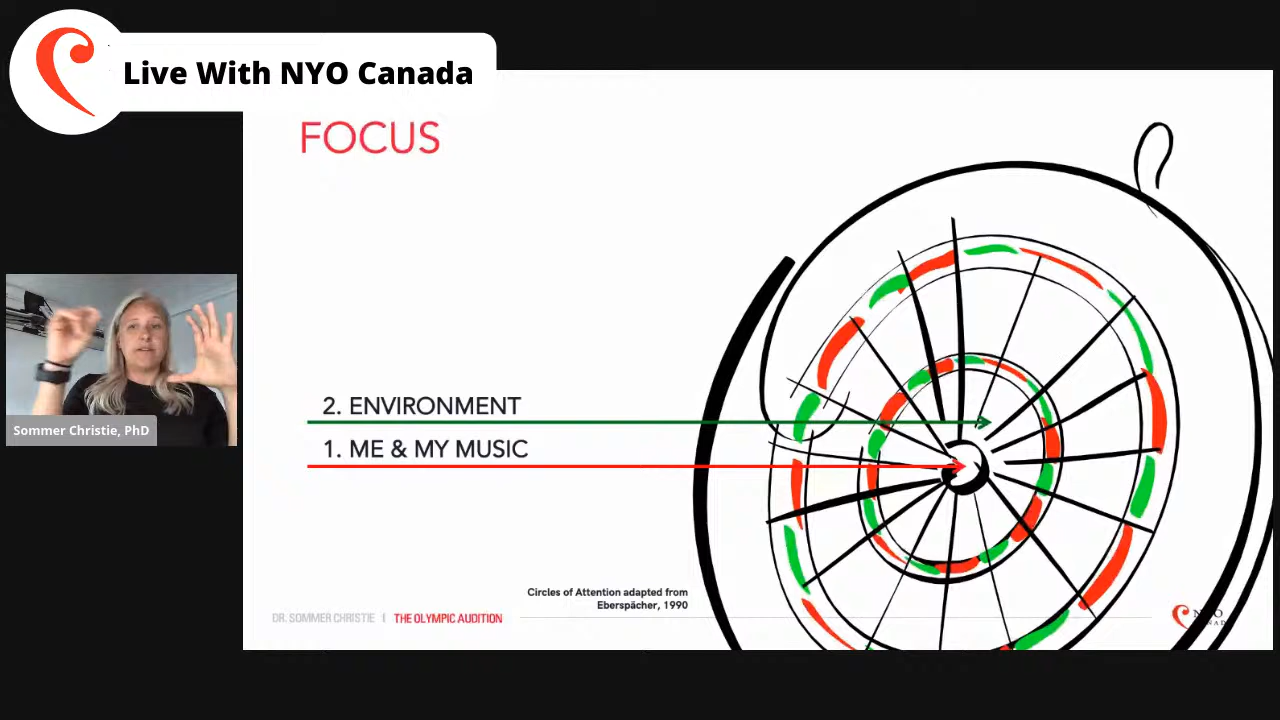 Live With NYO Canada
FOCUS
2. ENVIRONMENT
1. ME & MY MUSIC
Sommer Christie, PhD
Circles of Attention adapted from
Eberspächer, 1990
DR. SOMMER CHRISTIE | THE OLYMPIC AUDITION
NYO